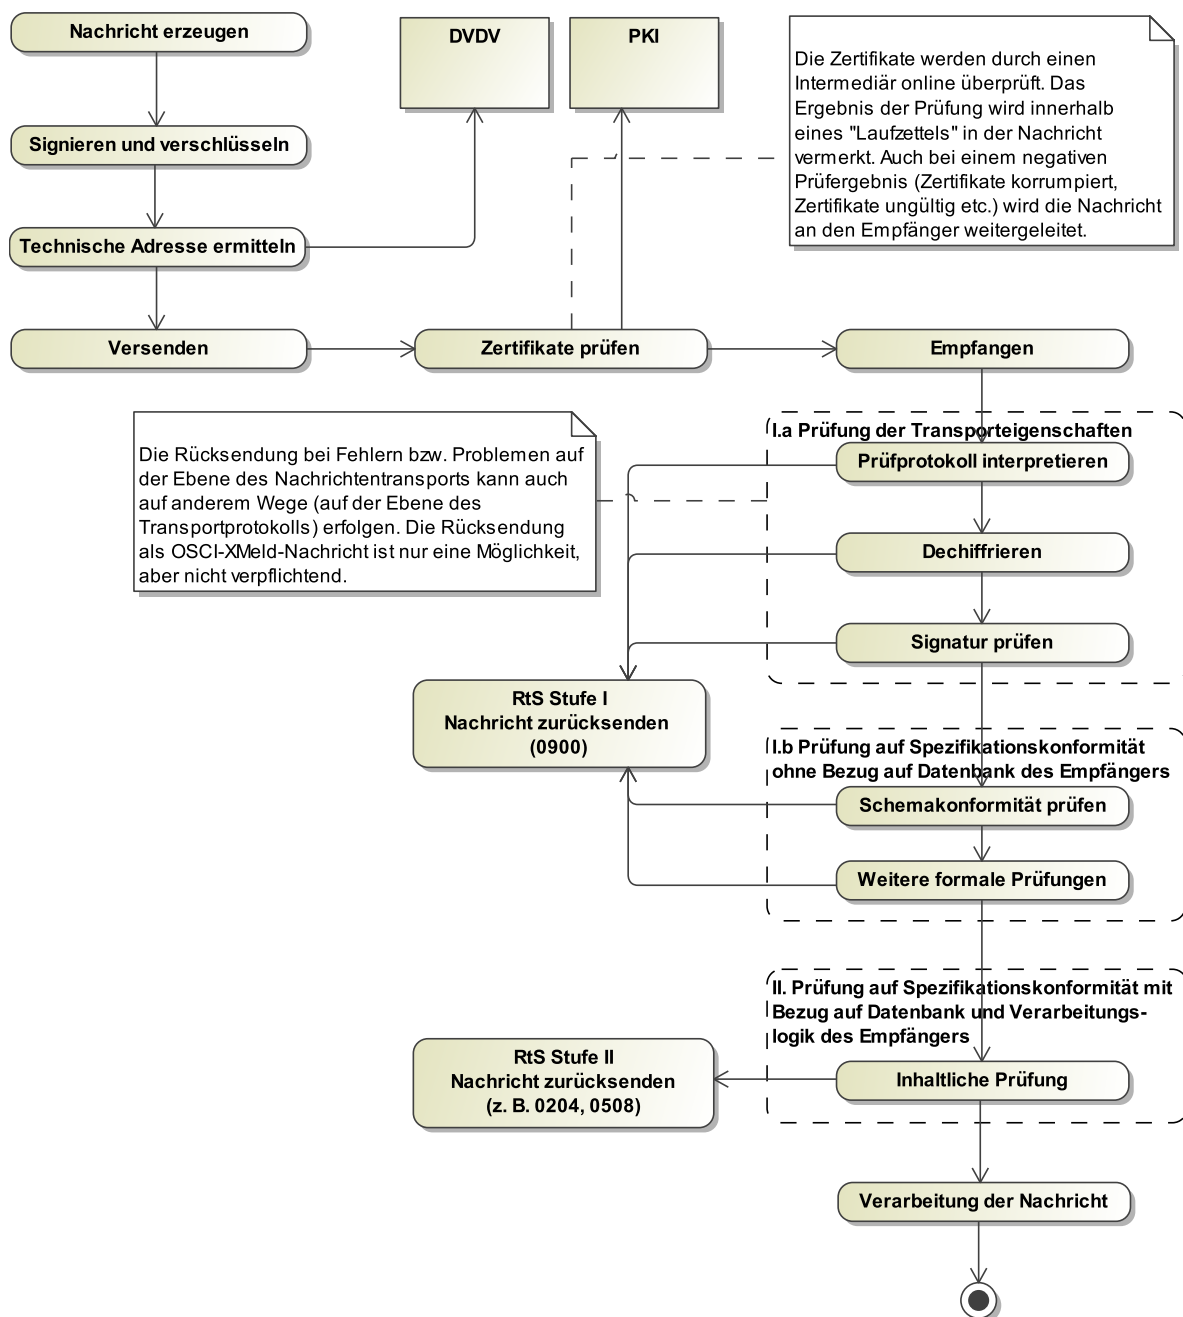 Nachricht erzeugen
DVDV
PKI
Die Zertifikate werden durch einen
Intermediär online überprüft. Das
Ergebnis der Prüfung wird innerhalb
eines "Laufzettels" in der Nachricht
vermerkt. Auch bei einem negativen
Prüfergebnis (Zertifikate korrumpiert,
Zertifikate ungültig etc.) wird die Nachricht
an den Empfänger weitergeleitet.
Signieren und verschlüsseln
Technische Adresse ermitteln
Versenden
Zertifikate prüfen
Empfangen
Die Rücksendung bei Fehlern bzw. Problemen auf
der Ebene des Nachrichtentransports kann auch
auf anderem Wege (auf der Ebene des
Transportprotokolls) erfolgen. Die Rücksendung
als OSCI-XMeld-Nachricht ist nur eine Möglichkeit,
aber nicht verpflichtend.
I.a Prüfung der Transporteigenschaften
Prüfprotokoll interpretieren
Dechiffrieren
Signatur prüfen
RtS Stufe I
Nachricht zurücksenden
(0900)
I.b Prüfung auf Spezifikationskonformität
ohne Bezug auf Datenbank des Empfängers
Schemakonformität prüfen
Weitere formale Prüfungen
II. Prüfung auf Spezifikationskonformität mit
Bezug auf Datenbank und Verarbeitungs-
logik des Empfängers
RtS Stufe II
Nachricht zurücksenden
(z. B. 0204, 0508)
Inhaltliche Prüfung
Verarbeitung der Nachricht